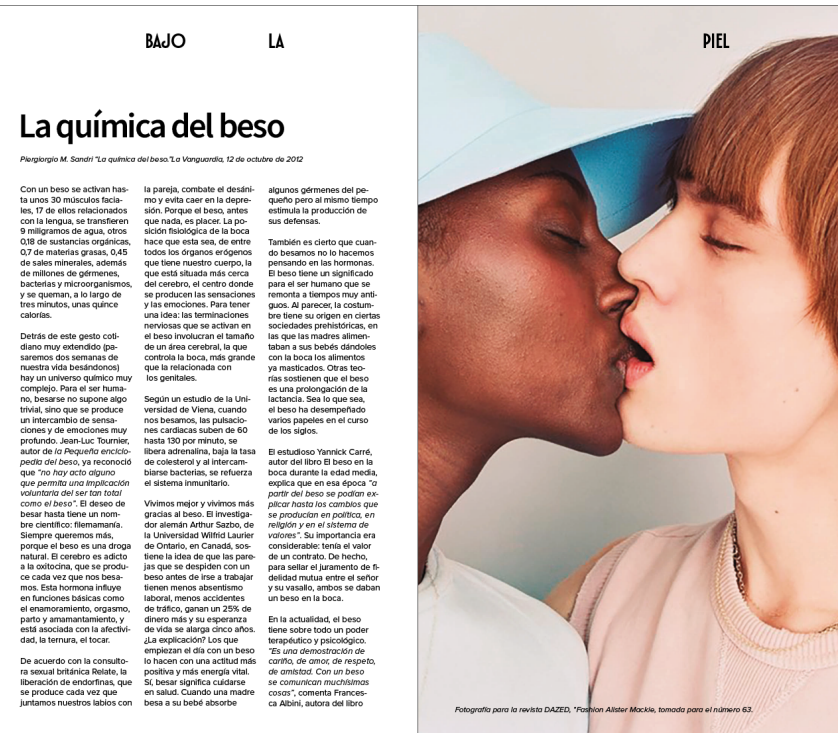 BAJO LA PIEL
La química del beso
Piergiorgio M. Sandri "La química del beso."La Vanguardia, 12 de octubre de 2012
Con un beso se activan has-
ta unos 30 músculos facia-
les, 17 de ellos relacionados
con la lengua, se transfieren
9 miligramos de agua, otros
0,18 de sustancias orgánicas,
0,7 de materias grasas, 0,45
de sales minerales, además
de millones de gérmenes,
bacterias y microorganismos,
y se queman, a lo largo de
tres minutos, unas quince
calorías.
Detrás de este gesto coti-
diano muy extendido (pa-
saremos dos semanas de
nuestra vida besándonos)
hay un universo químico muy
complejo. Para el ser huma-
no, besarse no supone algo
trivial, sino que se produce
un intercambio de sensa-
ciones y de emociones muy
profundo. Jean-Luc Tournier,
autor de la Pequeña enciclo-
pedia del beso, ya reconoció
que "no hay acto alguno
que permita una implicación
voluntaria del ser tan total
como el beso". El deseo de
besar hasta tiene un nom-
bre científico: filemamanía.
Siempre queremos más,
porque el beso es una droga
natural. El cerebro es adicto
a la oxitocina, que se produ-
ce cada vez que nos besa-
mos. Esta hormona influye
en funciones básicas como
el enamoramiento, orgasmo,
parto y amamantamiento, y
está asociada con la afectivi-
dad, la ternura, el tocar.
De acuerdo con la consulto-
ra sexual británica Relate, la
liberación de endorfinas, que
se produce cada vez que
juntamos nuestros labios con
la pareja, combate el desáni-
mo y evita caer en la depre-
sión. Porque el beso, antes
que nada, es placer. La po-
sición fisiológica de la boca
hace que esta sea, de entre
todos los órganos erógenos
que tiene nuestro cuerpo, la
que está situada más cerca
del cerebro, el centro donde
se producen las sensaciones
y las emociones. Para tener
una idea: las terminaciones
nerviosas que se activan en
el beso involucran el tamaño
de un área cerebral, la que
controla la boca, más grande
que la relacionada con
los genitales.
Según un estudio de la Uni-
versidad de Viena, cuando
nos besamos, las pulsacio-
nes cardiacas suben de 60
hasta 130 por minuto, se
libera adrenalina, baja la tasa
de colesterol y al intercam-
biarse bacterias, se refuerza
el sistema inmunitario.
Vivimos mejor y vivimos más
gracias al beso. El investiga-
dor alemán Arthur Sazbo, de
la Universidad Wilfrid Laurier
de Ontario, en Canadá, sos-
tiene la idea de que las pare-
jas que se despiden con un
beso antes de irse a trabajar
tienen menos absentismo
laboral, menos accidentes
de tráfico, ganan un 25% de
dinero más y su esperanza
de vida se alarga cinco años.
¿La explicación? Los que
empiezan el día con un beso
lo hacen con una actitud más
positiva y más energía vital.
Sí, besar significa cuidarse
en salud. Cuando una madre
besa a su bebé absorbe
algunos gérmenes del pe-
queño pero al mismo tiempo
estimula la producción de
sus defensas.
También es cierto que cuan-
do besamos no lo hacemos
pensando en las hormonas.
El beso tiene un significado
para el ser humano que se
remonta a tiempos muy anti-
guos. Al parecer, la costum-
bre tiene su origen en ciertas
sociedades prehistóricas, en
las que las madres alimen-
taban a sus bebés dándoles
con la boca los alimentos
ya masticados. Otras teo-
rías sostienen que el beso
es una prolongación de la
lactancia. Sea lo que sea,
el beso ha desempeñado
varios papeles en el curso
de los siglos.
El estudioso Yannick Carré,
autor del libro El beso en la
boca durante la edad media,
explica que en esa época "a
partir del beso se podían ex-
plicar hasta los cambios que
se producían en política, en
religión y en el sistema de
valores". Su importancia era
considerable: tenía el valor
de un contrato. De hecho,
para sellar el juramento de fi-
delidad mutua entre el señor
y su vasallo, ambos se daban
un beso en la boca.
En la actualidad, el beso
tiene sobre todo un poder
terapéutico y psicológico.
"Es una demostración de
cariño, de amor, de respeto,
de amistad. Con un beso
se comunican muchísimas
cosas", comenta Frances-
ca Albini, autora del libro
Fotografía para la revista DAZED, "Fashion Alister Mackie, tomada para el número 63.